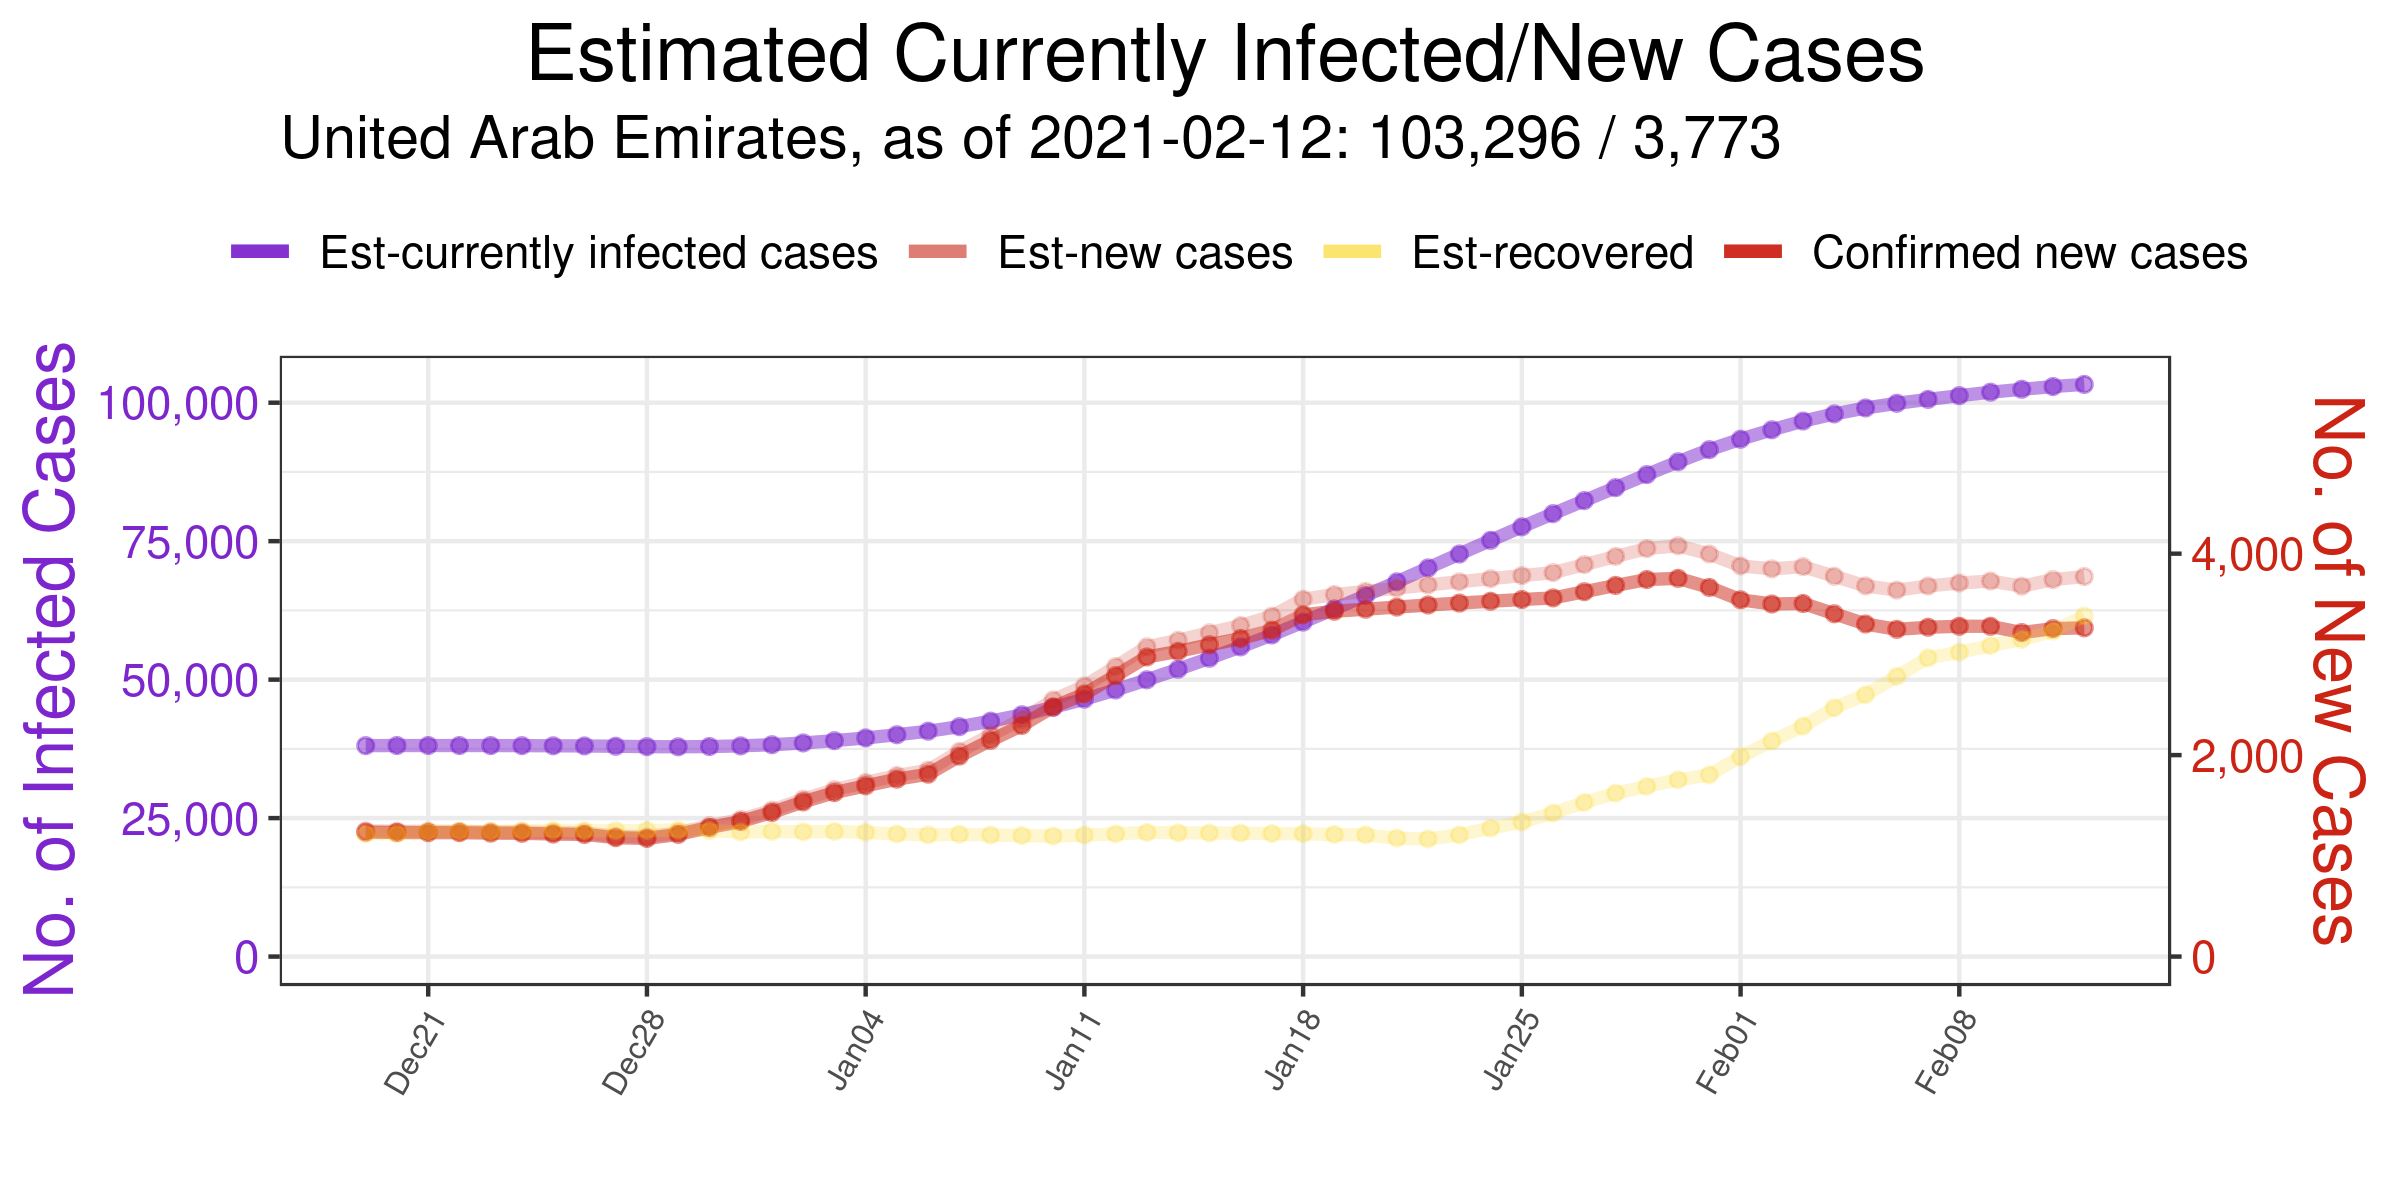 Estimated Currently Infected/New Cases
United Arab Emirates, as of 2021-02-12: 103,296 / 3,773
Est-currently infected cases Est-new cases Est-recovered Confirmed new cases
No. of Infected Cases
100,000
75,000
50,000
25,000
0
4,000
2,000
0
No. of New Cases
Dec21 Dec28 Jan04 Jan11 Jan18 Jan25 Feb01 Feb08